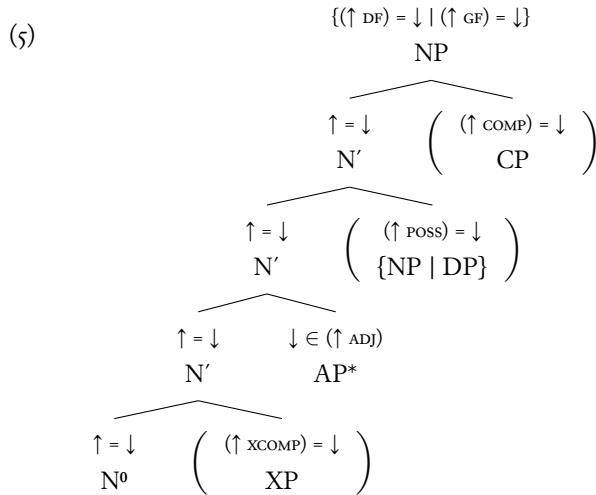 (5)
{(↑ DF) = ↓ | (↑ GF) = ↓}
NP
↑ = ↓ ( (↑ COMP) = ↓ )
N′ CP
↑ = ↓ ( (↑ POSS) = ↓ )
N′ {NP | DP}
↑ = ↓ ↓ ∈ (↑ ADJ)
N′ AP*
↑ = ↓ ( (↑ XCOMP) = ↓ )
N⁰ XP